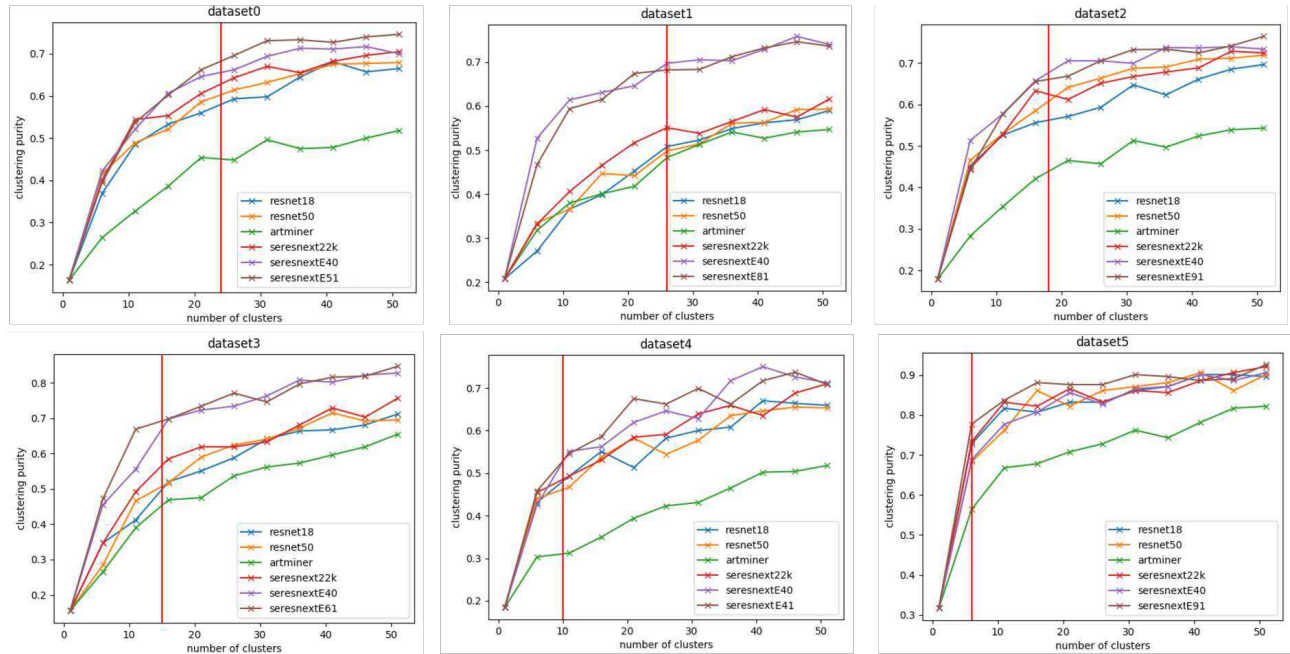 dataset0
clustering purity
0.7
0.6
0.5
0.4
0.3
0.2
resnet18
resnet50
artminer
seresnext22k
seresnextE40
seresnextE51
0 10 20 30 40 50
number of clusters
dataset1
clustering purity
0.7
0.6
0.5
0.4
0.3
0.2
resnet18
resnet50
artminer
seresnext22k
seresnextE40
seresnextE81
0 10 20 30 40 50
number of clusters
dataset2
clustering purity
0.7
0.6
0.5
0.4
0.3
0.2
resnet18
resnet50
artminer
seresnext22k
seresnextE40
seresnextE91
0 10 20 30 40 50
number of clusters
dataset3
clustering purity
0.8
0.7
0.6
0.5
0.4
0.3
0.2
resnet18
resnet50
artminer
seresnext22k
seresnextE40
seresnextE61
0 10 20 30 40 50
number of clusters
dataset4
clustering purity
0.7
0.6
0.5
0.4
0.3
0.2
resnet18
resnet50
artminer
seresnext22k
seresnextE40
seresnextE41
0 10 20 30 40 50
number of clusters
dataset5
clustering purity
0.9
0.8
0.7
0.6
0.5
0.4
0.3
resnet18
resnet50
artminer
seresnext22k
seresnextE40
seresnextE91
0 10 20 30 40 50
number of clusters